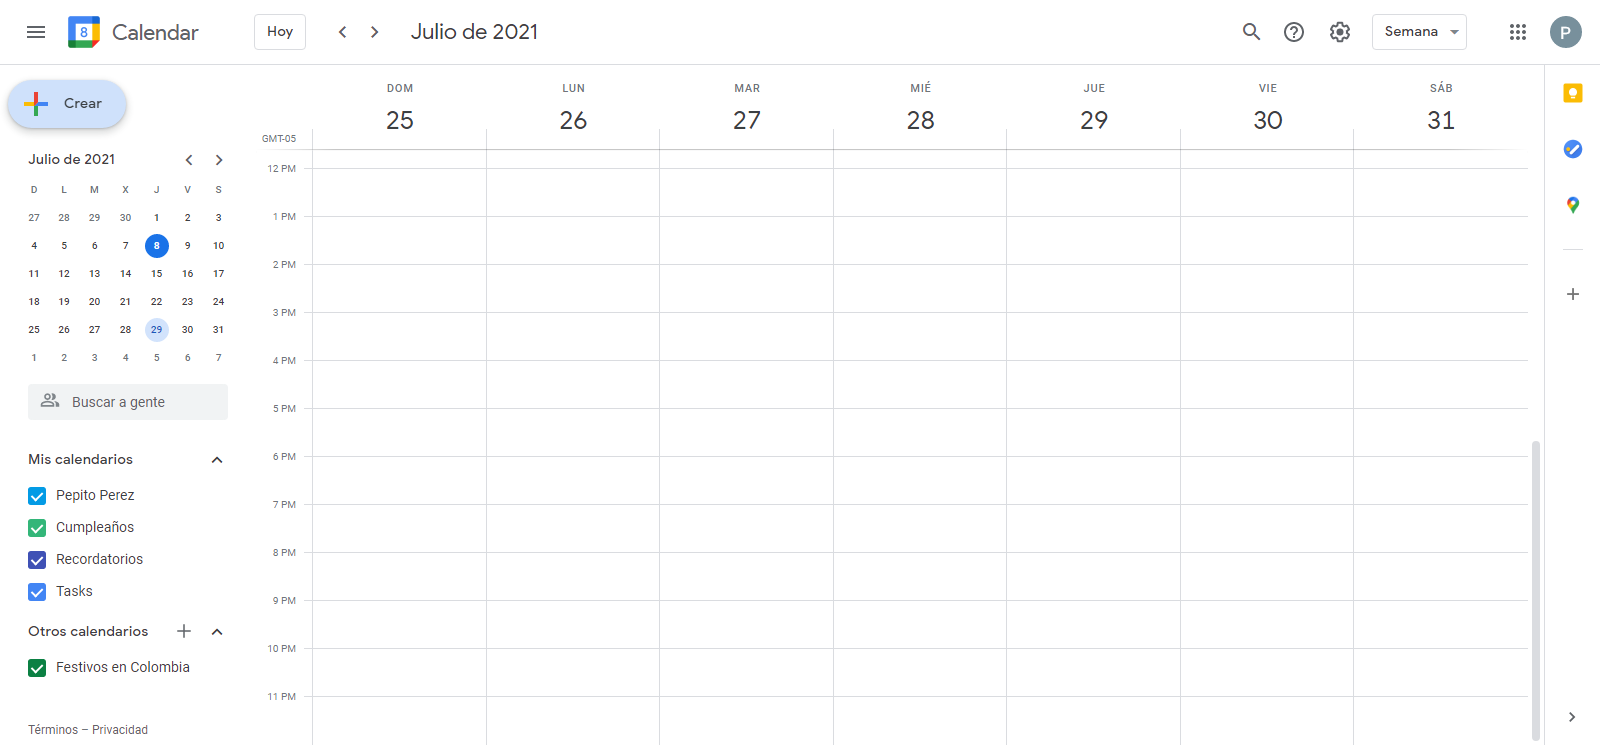 8 Calendar Hoy Julio de 2021 Semana P
Crear
DOM LUN MAR MIÉ JUE VIE SÁB
25 26 27 28 29 30 31
GMT-05
Julio de 2021
D L M X J V S
27 28 29 30 1 2 3
4 5 6 7 8 9 10
11 12 13 14 15 16 17
18 19 20 21 22 23 24
25 26 27 28 29 30 31
1 2 3 4 5 6 7
Buscar a gente
Mis calendarios
Pepito Perez
Cumpleaños
Recordatorios
Tasks
Otros calendarios
Festivos en Colombia
Términos – Privacidad
12 PM
1 PM
2 PM
3 PM
4 PM
5 PM
6 PM
7 PM
8 PM
9 PM
10 PM
11 PM